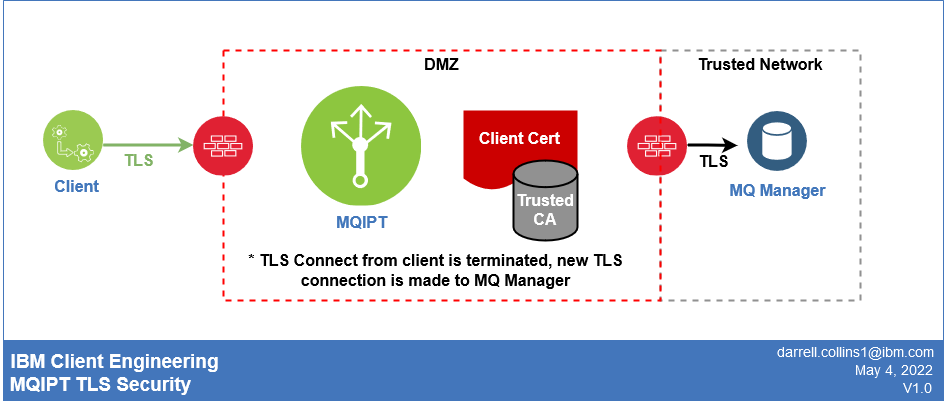 DMZ
Trusted Network
Client Cert
TLS
TLS
Client
MQ Manager
Trusted
CA
MQIPT
* TLS Connect from client is terminated, new TLS
connection is made to MQ Manager
IBM Client Engineering
MQIPT TLS Security
darrell.collins1@ibm.com
May 4, 2022
V1.0